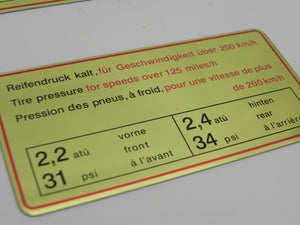 Reifendruck kalt, für Geschwindigkeit über 200 km/h
Tire pressure for speeds over 125 miles/h
Pression des pneus, à froid, pour une vitesse de plus
de 200 km/h
2,2 atü vorne 2,4 atü hinten
31 psi front 34 psi rear
à l'avant à l'arrière